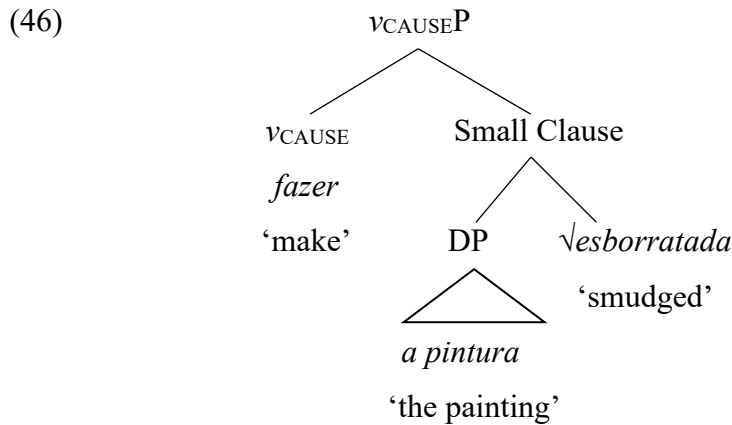 (46) vCAUSEP
vCAUSE Small Clause
fazer
‘make’ DP √esborratada
‘smudged’
a pintura
‘the painting’